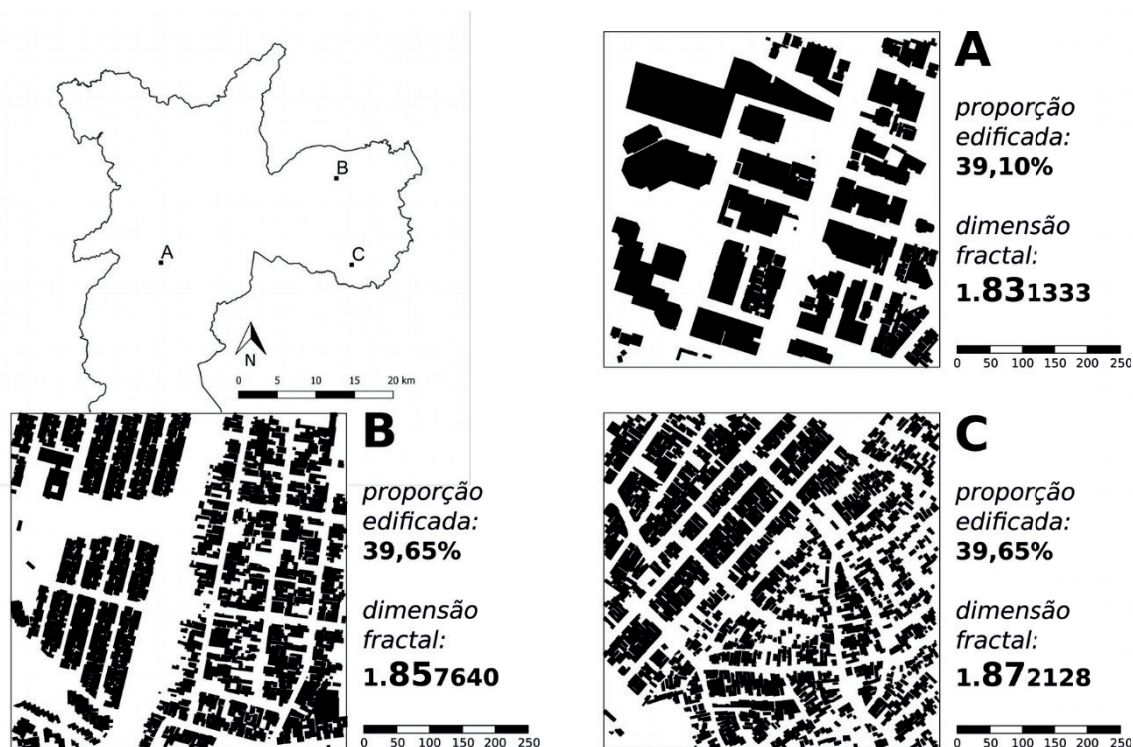 B
A
C
N
0 5 10 15 20 km
A
proporção
edificada:
39,10%
dimensão
fractal:
1.831333
0 50 100 150 200 250
B
proporção
edificada:
39,65%
dimensão
fractal:
1.857640
0 50 100 150 200 250
C
proporção
edificada:
39,65%
dimensão
fractal:
1.872128
0 50 100 150 200 250